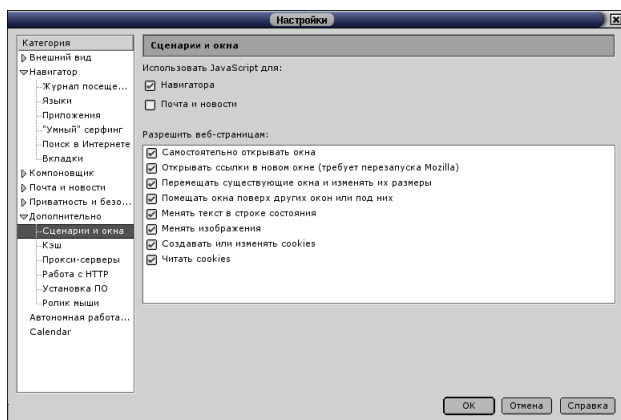 Настройки
Категория
Внешний вид
Навигатор
Журнал посеще...
Языки
Приложения
"Умный" серфинг
Поиск в Интернете
Вкладки
Компоновщик
Почта и новости
Приватность и безо...
Дополнительно
Сценарии и окна
Кэш
Прокси-серверы
Работа с HTTP
Установка ПО
Ролик мыши
Автономная работа...
Calendar
Сценарии и окна
Использовать JavaScript для:
Навигатора
Почта и новости
Разрешить веб-страницам:
Самостоятельно открывать окна
Открывать ссылки в новом окне (требует перезапуска Mozilla)
Перемещать существующие окна и изменять их размеры
Помещать окна поверх других окон или под них
Менять текст в строке состояния
Менять изображения
Создавать или изменять cookies
Читать cookies
OK
Отмена
Справка